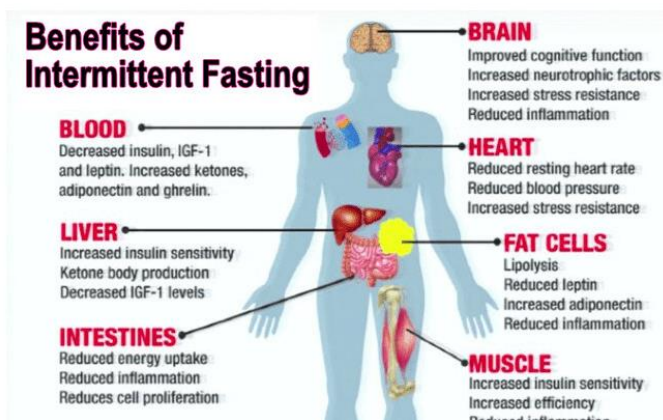 Benefits of
Intermittent Fasting
BRAIN
Improved cognitive function
Increased neurotrophic factors
Increased stress resistance
Reduced inflammation
BLOOD
Decreased insulin, IGF-1
and leptin. Increased ketones,
adiponectin and ghrelin.
HEART
Reduced resting heart rate
Reduced blood pressure
Increased stress resistance
LIVER
Increased insulin sensitivity
Ketone body production
Decreased IGF-1 levels
FAT CELLS
Lipolysis
Reduced leptin
Increased adiponectin
Reduced inflammation
INTESTINES
Reduced energy uptake
Reduced inflammation
Reduces cell proliferation
MUSCLE
Increased insulin sensitivity
Increased efficiency
Reduced inflammation